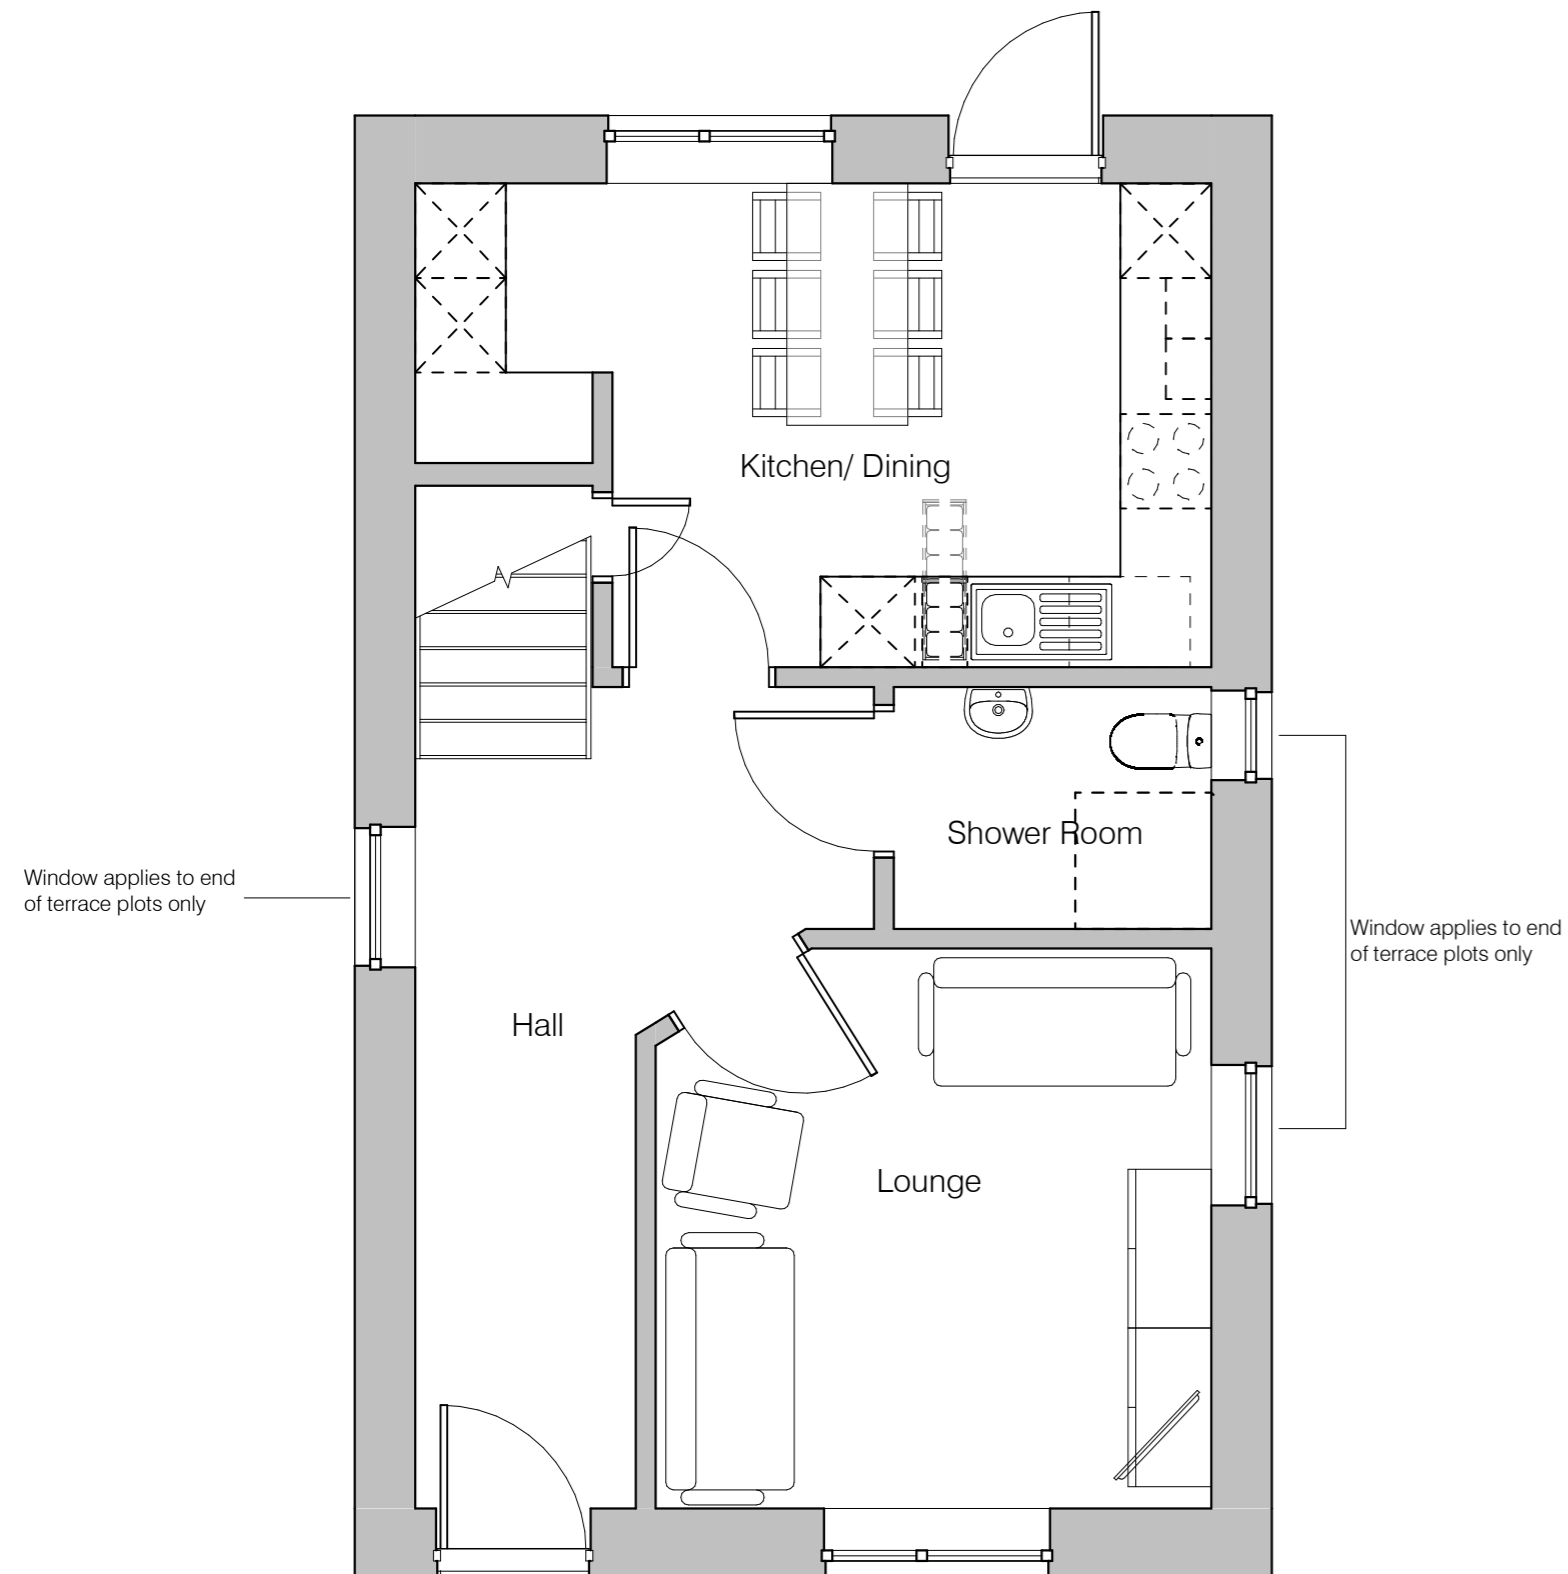 Kitchen/ Dining
Shower Room
Window applies to end
of terrace plots only
Window applies to end
of terrace plots only
Hall
Lounge